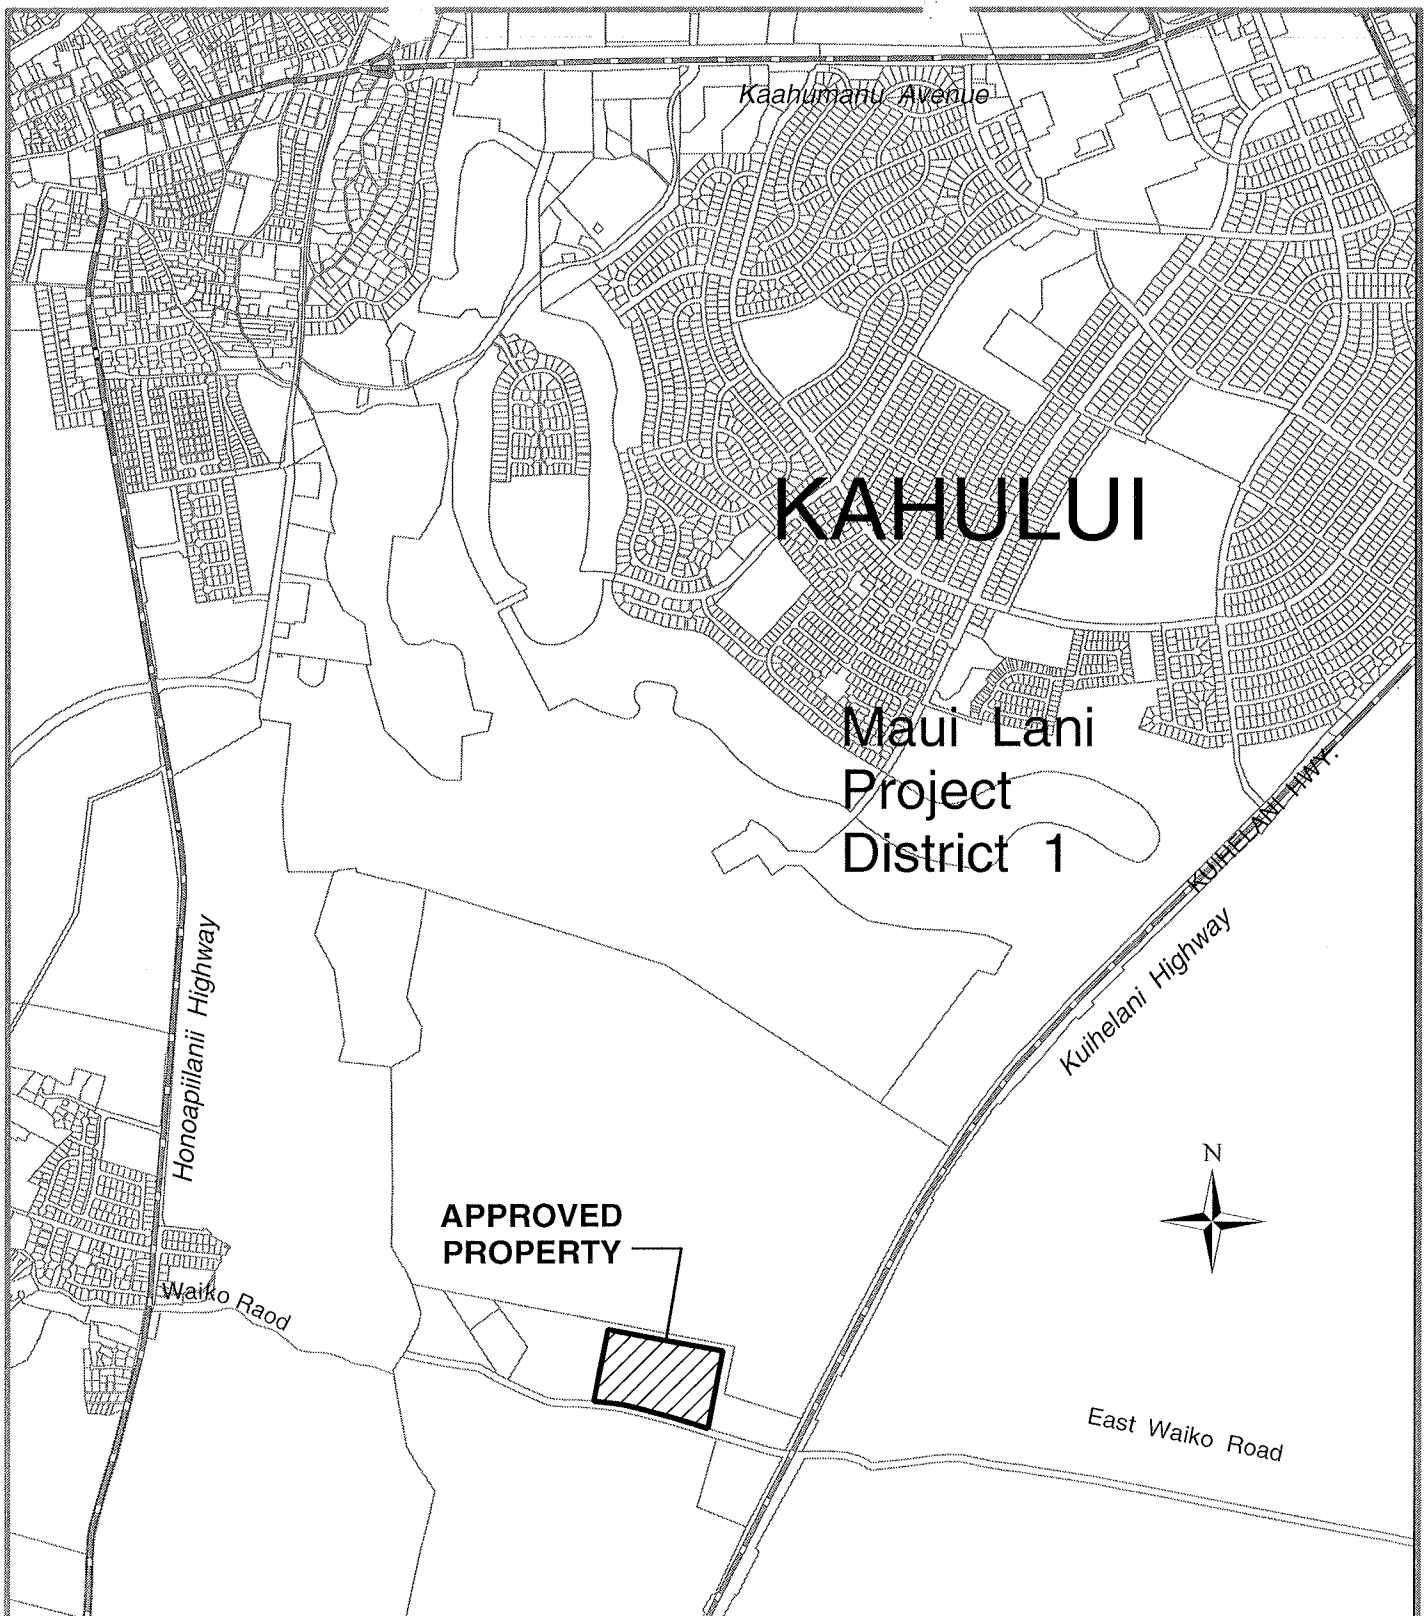 Kaahumanu Avenue
KAHULUI
Maui Lani
Project
District 1
KUIHELANI HWY.
Kuihelani Highway
Honoapiilanii Highway
N
APPROVED
PROPERTY
Waiko Raod
East Waiko Road